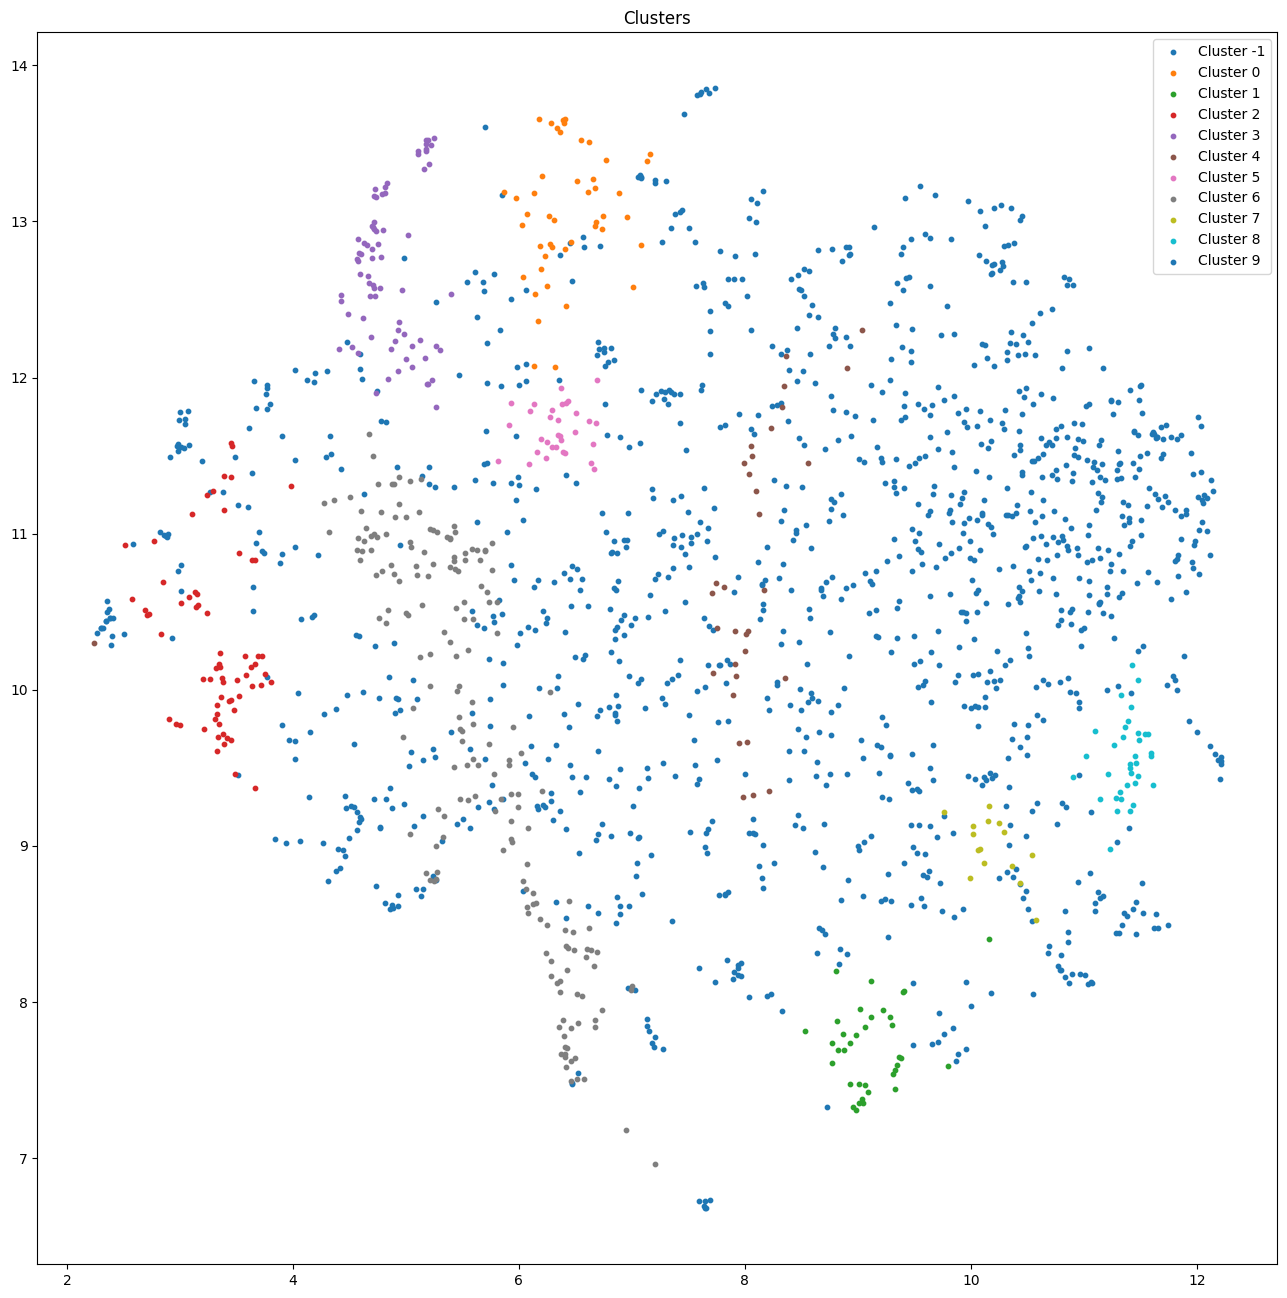 Clusters
Cluster -1
Cluster 0
Cluster 1
Cluster 2
Cluster 3
Cluster 4
Cluster 5
Cluster 6
Cluster 7
Cluster 8
Cluster 9
14
13
12
11
10
9
8
7
2 4 6 8 10 12